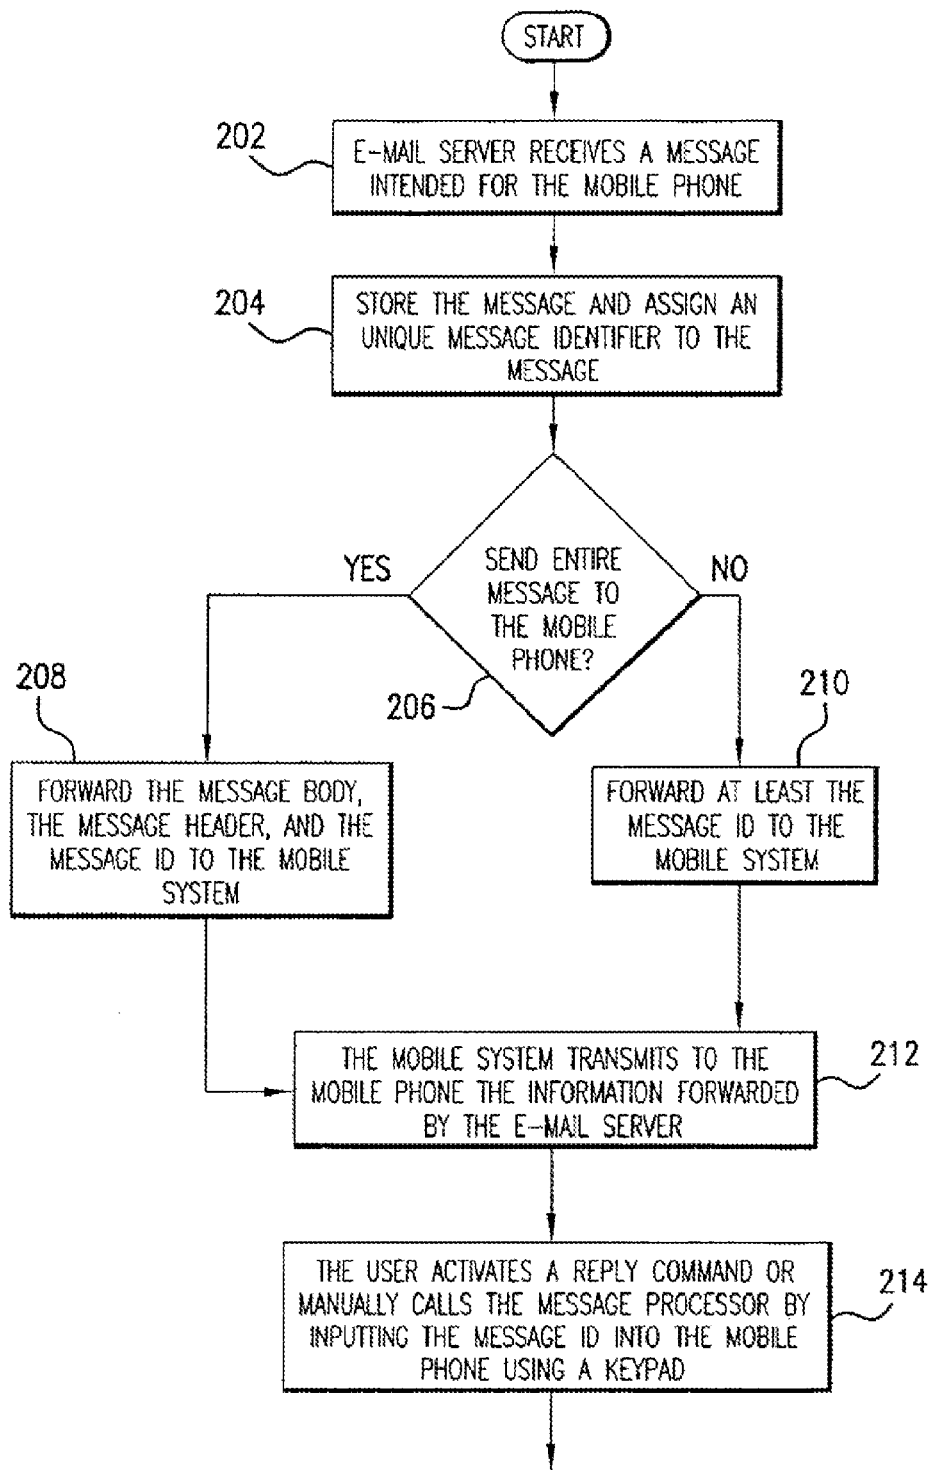 START
202
E-MAIL SERVER RECEIVES A MESSAGE
INTENDED FOR THE MOBILE PHONE
204
STORE THE MESSAGE AND ASSIGN AN
UNIQUE MESSAGE IDENTIFIER TO THE
MESSAGE
YES
SEND ENTIRE
MESSAGE TO
THE MOBILE
PHONE?
NO
206
208
FORWARD THE MESSAGE BODY,
THE MESSAGE HEADER, AND THE
MESSAGE ID TO THE MOBILE
SYSTEM
210
FORWARD AT LEAST THE
MESSAGE ID TO THE
MOBILE SYSTEM
212
THE MOBILE SYSTEM TRANSMITS TO THE
MOBILE PHONE THE INFORMATION FORWARDED
BY THE E-MAIL SERVER
214
THE USER ACTIVATES A REPLY COMMAND OR
MANUALLY CALLS THE MESSAGE PROCESSOR BY
INPUTTING THE MESSAGE ID INTO THE MOBILE
PHONE USING A KEYPAD